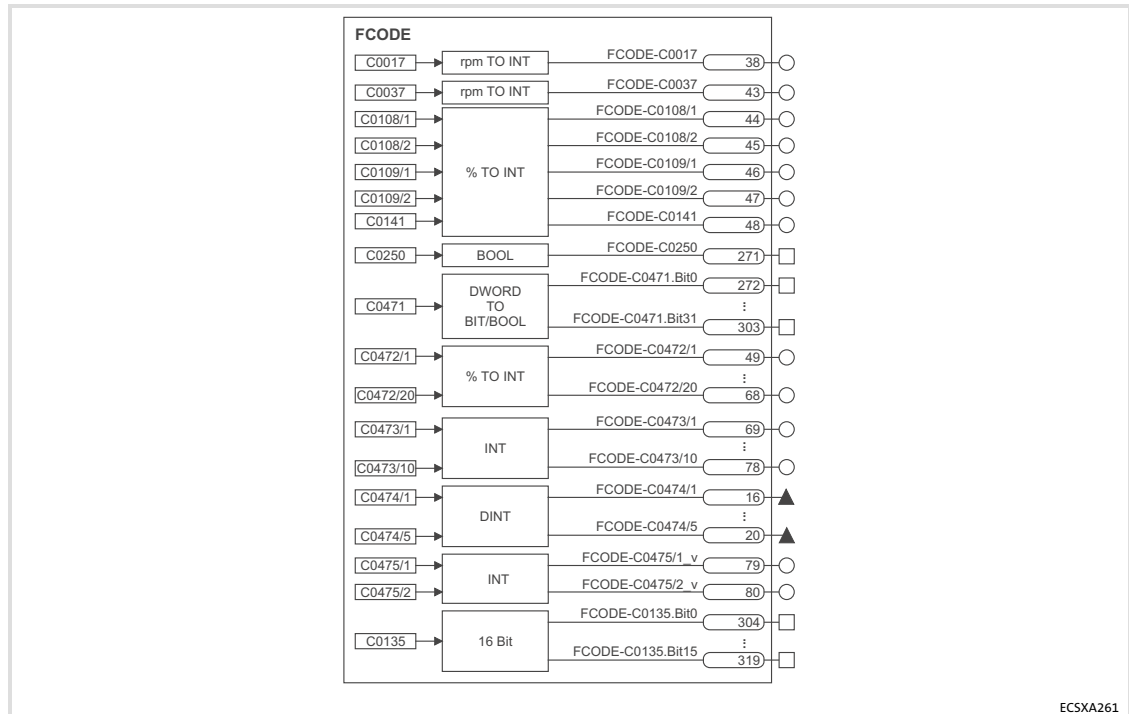 FCODE
C0017 rpm TO INT FCODE-C0017 38
C0037 rpm TO INT FCODE-C0037 43
C0108/1 FCODE-C0108/1 44
C0108/2 FCODE-C0108/2 45
C0109/1 % TO INT FCODE-C0109/1 46
C0109/2 FCODE-C0109/2 47
C0141 FCODE-C0141 48
C0250 BOOL FCODE-C0250 271
FCODE-C0471.Bit0 272
C0471 DWORD TO BIT/BOOL
FCODE-C0471.Bit31 303
C0472/1 FCODE-C0472/1 49
% TO INT
C0472/20 FCODE-C0472/20 68
C0473/1 FCODE-C0473/1 69
INT
C0473/10 FCODE-C0473/10 78
C0474/1 FCODE-C0474/1 16
DINT
C0474/5 FCODE-C0474/5 20
C0475/1 FCODE-C0475/1_v 79
INT
C0475/2 FCODE-C0475/2_v 80
FCODE-C0135.Bit0 304
C0135 16 Bit
FCODE-C0135.Bit15 319
ECSXA261